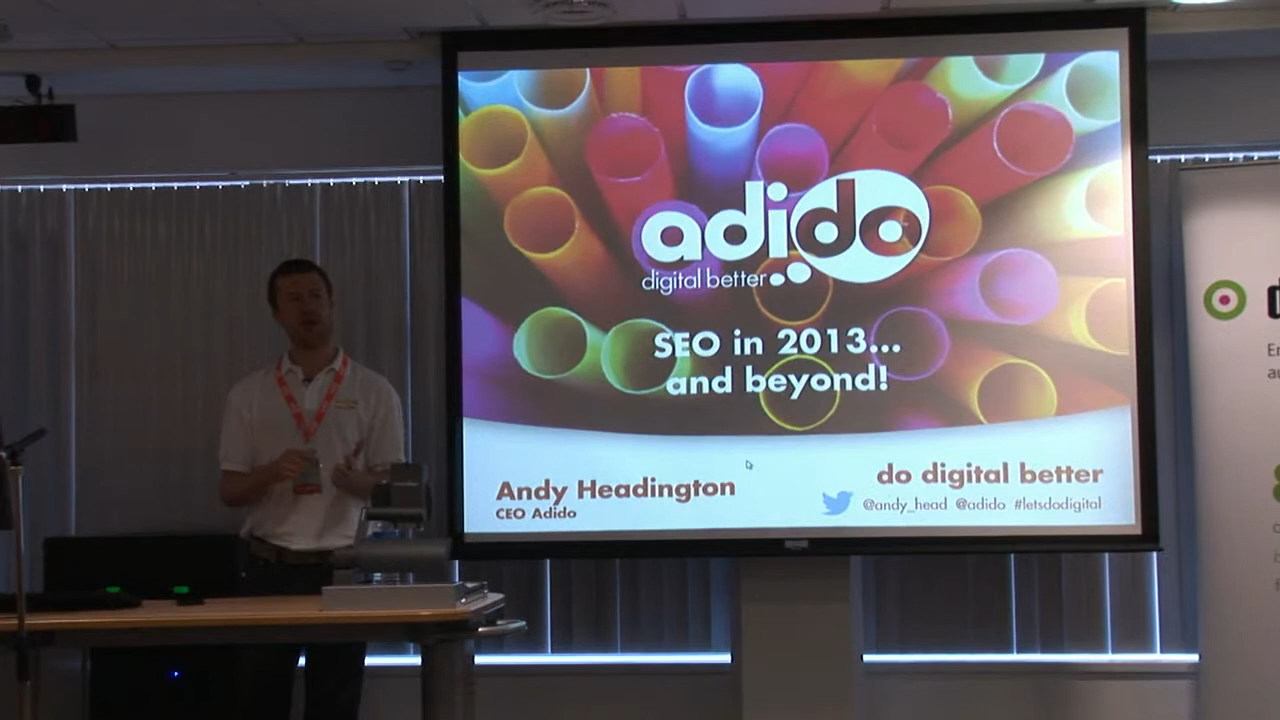 adido
digital better
SEO in 2013...
and beyond!
Andy Headington
CEO Adido
do digital better
@andy_head @adido #letsdodigital